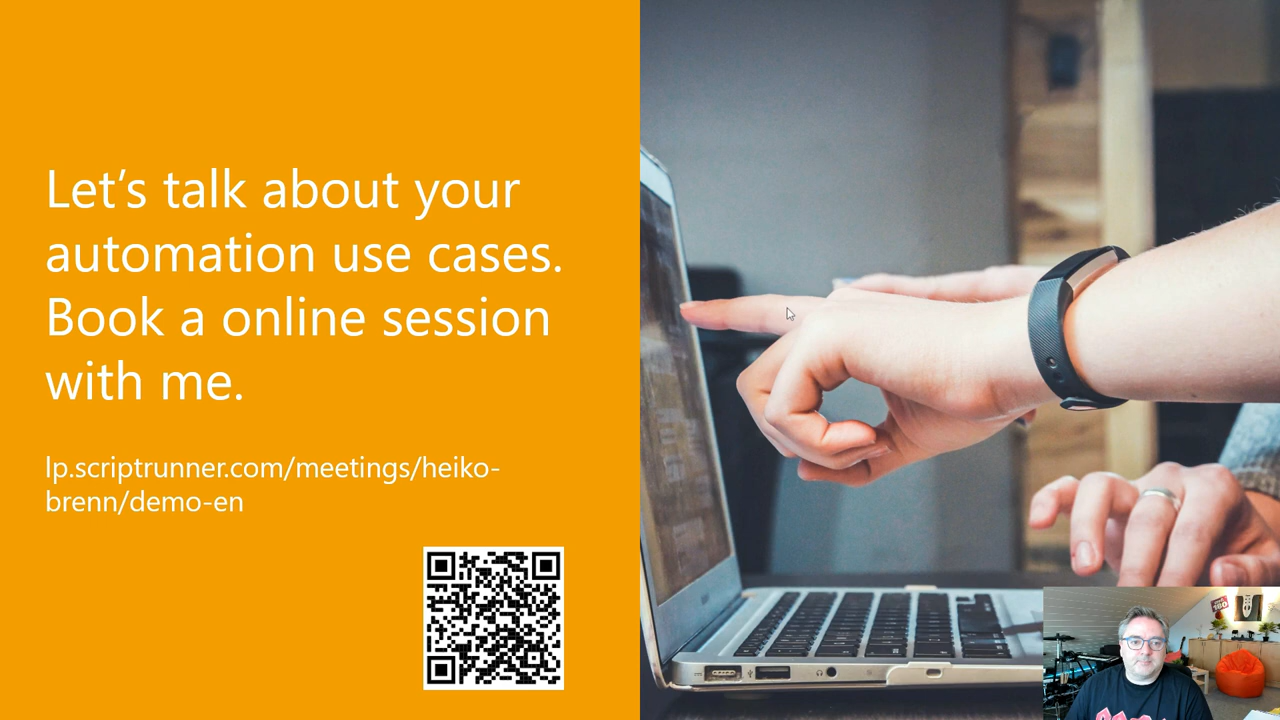 Let’s talk about your
automation use cases.
Book a online session
with me.
lp.scriptrunner.com/meetings/heiko-
brenn/demo-en